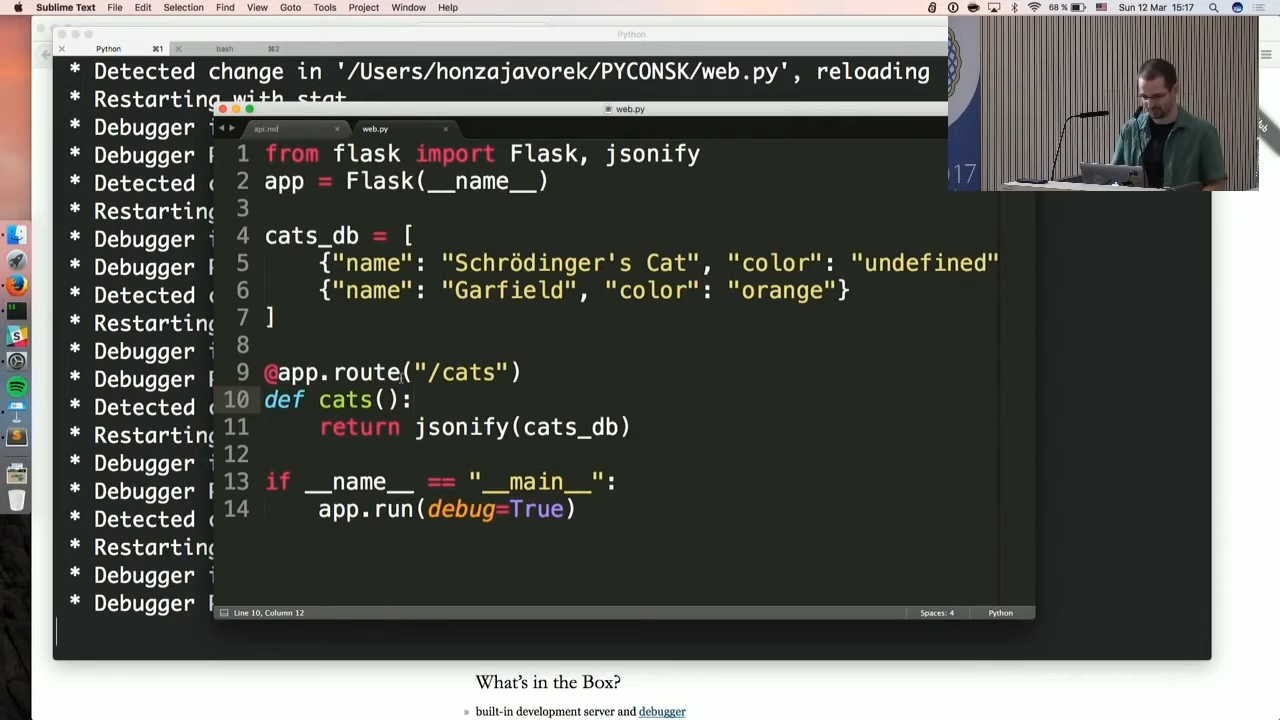 Sublime Text File Edit Selection Find View Goto Tools Project Window Help 68 % Sun 12 Mar 15:17
Python
Python ⌘1 bash ⌘2
* Detected change in '/Users/honzajavorek/PYCONSK/web.py', reloading
* Restarting with stat
* Debugger i
* Debugger
* Detected c
* Restarting
* Debugger i
* Debugger
* Detected c
* Restarting
* Debugger i
* Debugger
* Detected c
* Restarting
* Debugger i
* Debugger
* Detected c
* Restarting
* Debugger i
* Debugger
web.py
api.md web.py
1 from flask import Flask, jsonify
2 app = Flask(__name__)
3
4 cats_db = [
5 {"name": "Schrödinger's Cat", "color": "undefined"
6 {"name": "Garfield", "color": "orange"}
7 ]
8
9 @app.route("/cats")
10 def cats():
11 return jsonify(cats_db)
12
13 if __name__ == "__main__":
14 app.run(debug=True)
Line 10, Column 12 Spaces: 4 Python
17
What's in the Box?
» built-in development server and debugger